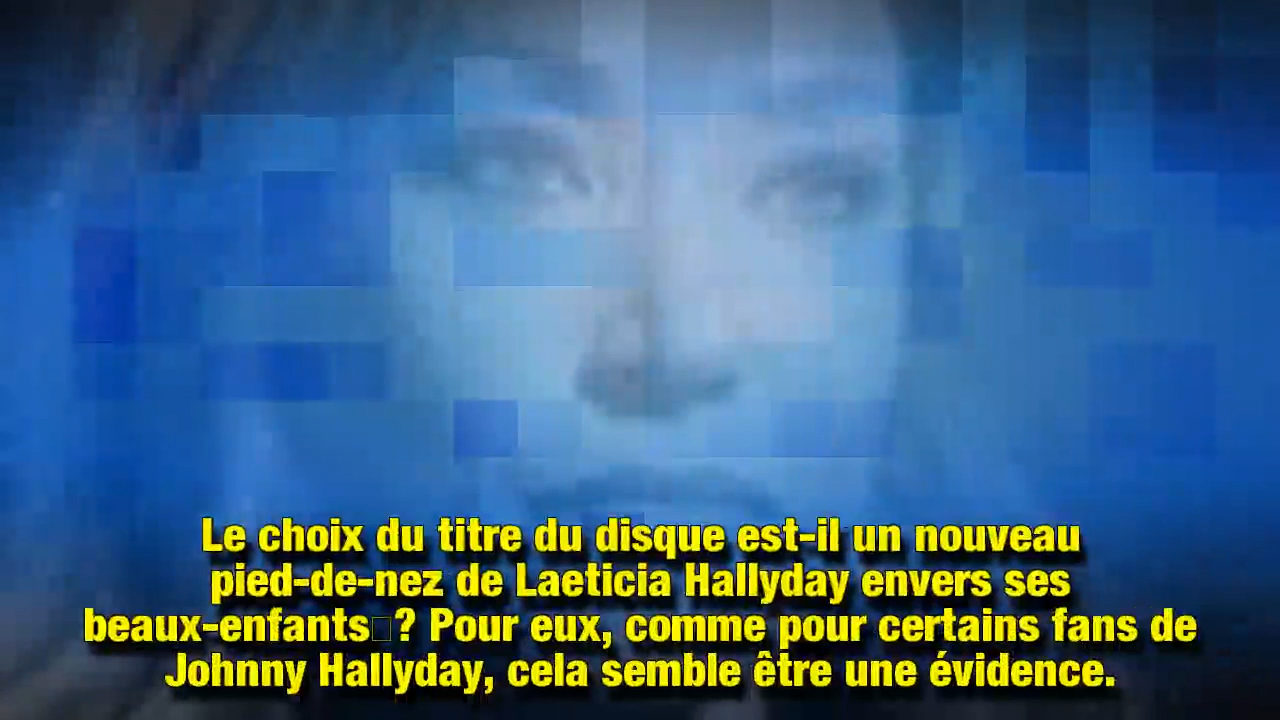 Le choix du titre du disque est-il un nouveau
pied-de-nez de Laeticia Hallyday envers ses
beaux-enfants ? Pour eux, comme pour certains fans de
Johnny Hallyday, cela semble être une évidence.